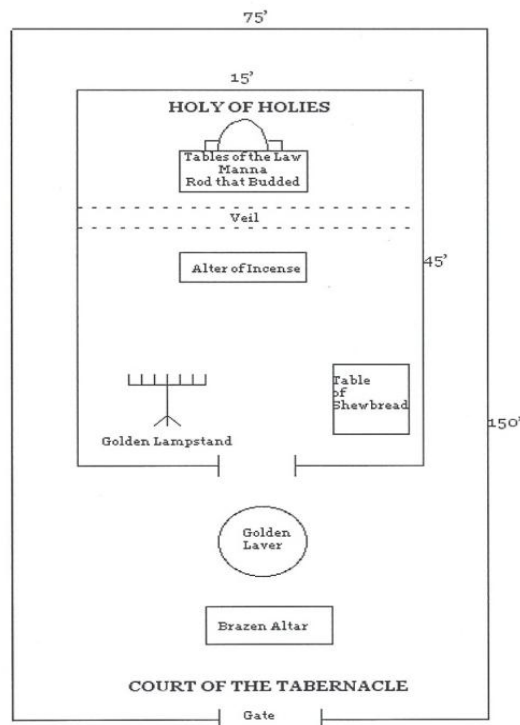 75'
15'
HOLY OF HOLIES
Tables of the Law
Manna
Rod that Budded
Veil
Alter of Incense
45'
Table
of
Shewbread
150'
Golden Lampstand
Golden
Laver
Brazen Altar
COURT OF THE TABERNACLE
Gate